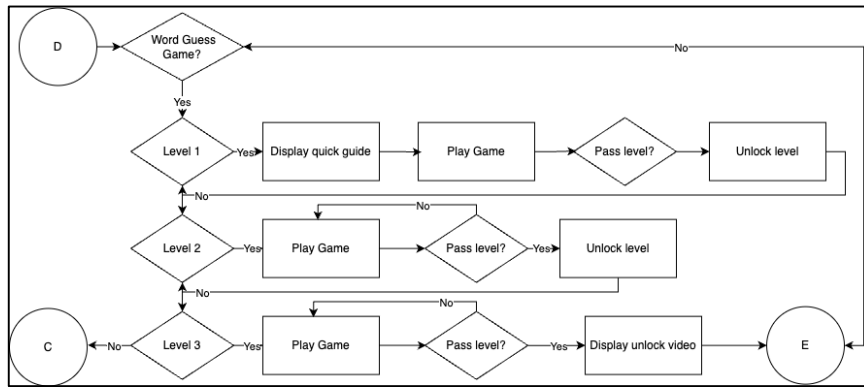 D
Word Guess
Game?
No
Yes
Level 1
Yes
Display quick guide
Play Game
Pass level?
Unlock level
No
No
Level 2
Yes
Play Game
Pass level?
Yes
Unlock level
No
No
C
No
Level 3
Yes
Play Game
Pass level?
Yes
Display unlock video
E